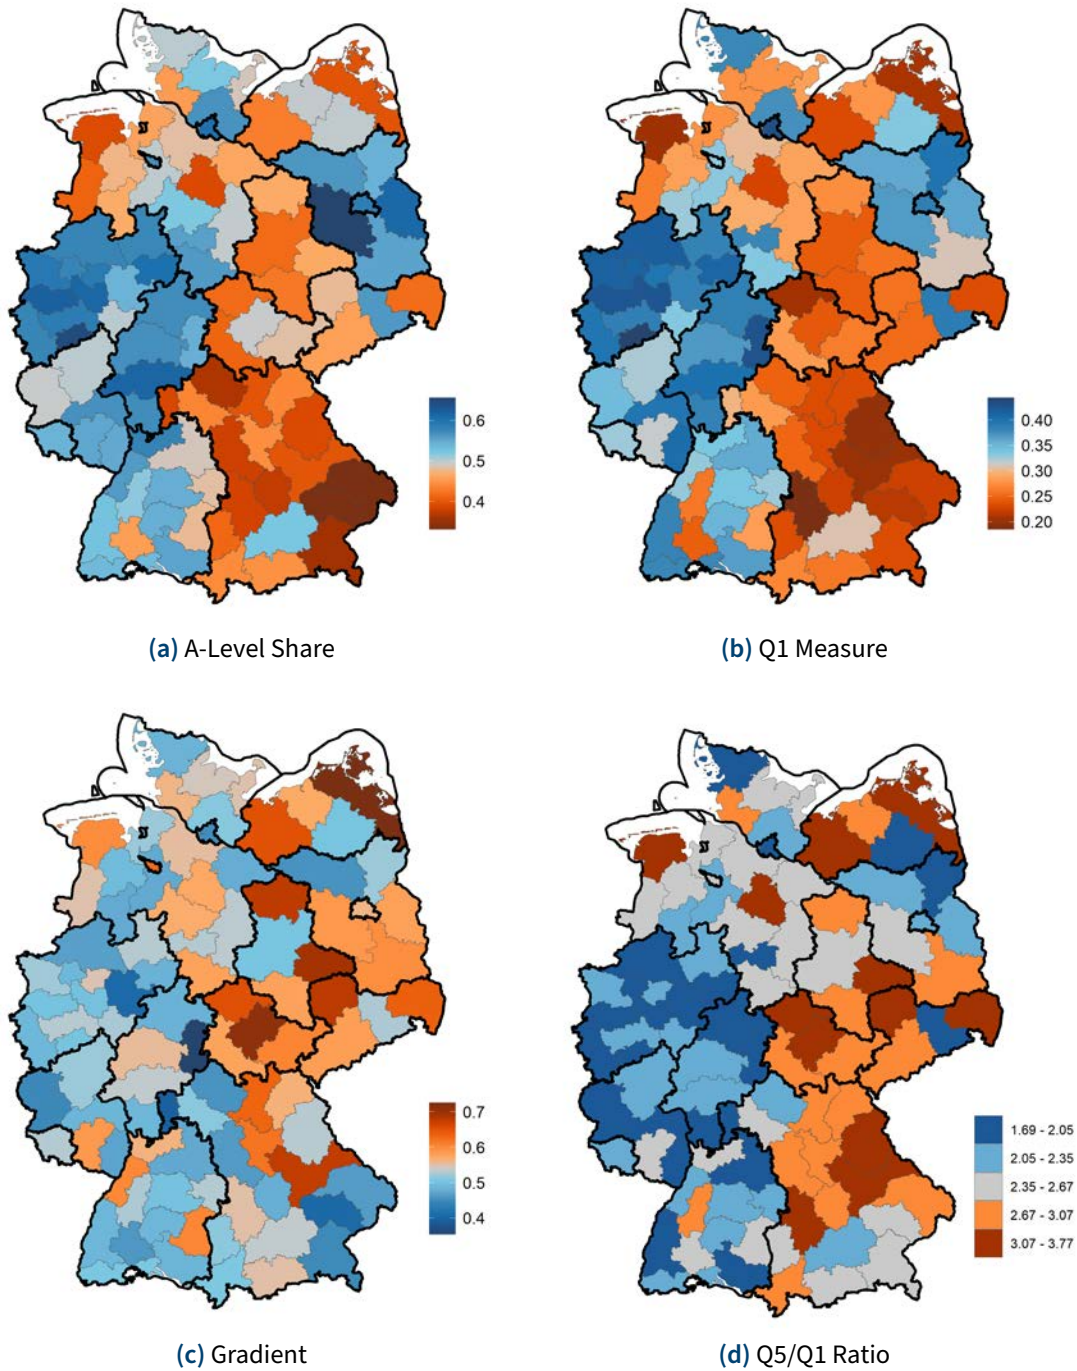 0.6
0.5
0.4
0.40
0.35
0.30
0.25
0.20
(a) A-Level Share
(b) Q1 Measure
0.7
0.6
0.5
0.4
1.69 - 2.05
2.05 - 2.35
2.35 - 2.67
2.67 - 3.07
3.07 - 3.77
(c) Gradient
(d) Q5/Q1 Ratio